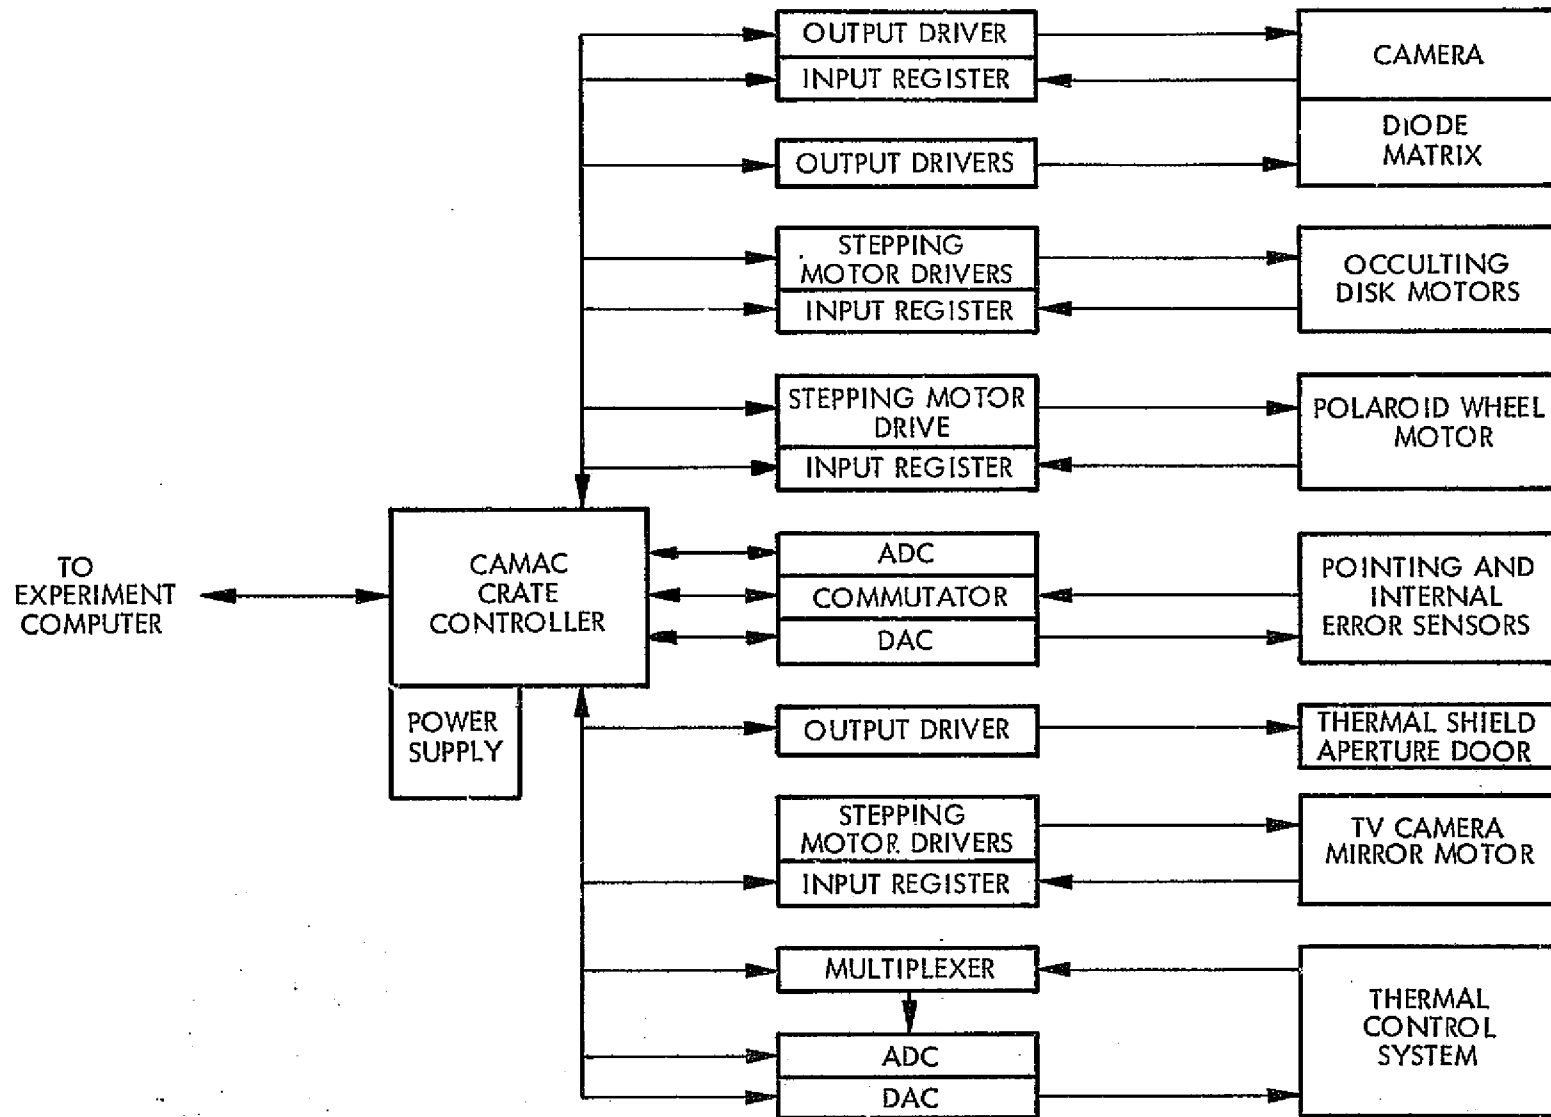 OUTPUT DRIVER
INPUT REGISTER
CAMERA
DIODE
MATRIX
OUTPUT DRIVERS
STEPPING
MOTOR DRIVERS
INPUT REGISTER
OCCULTING
DISK MOTORS
STEPPING MOTOR
DRIVE
INPUT REGISTER
POLAROID WHEEL
MOTOR
TO
EXPERIMENT
COMPUTER
CAMAC
CRATE
CONTROLLER
POWER
SUPPLY
ADC
COMMUTATOR
DAC
POINTING AND
INTERNAL
ERROR SENSORS
OUTPUT DRIVER
THERMAL SHIELD
APERTURE DOOR
STEPPING
MOTOR DRIVERS
INPUT REGISTER
TV CAMERA
MIRROR MOTOR
MULTIPLEXER
ADC
DAC
THERMAL
CONTROL
SYSTEM